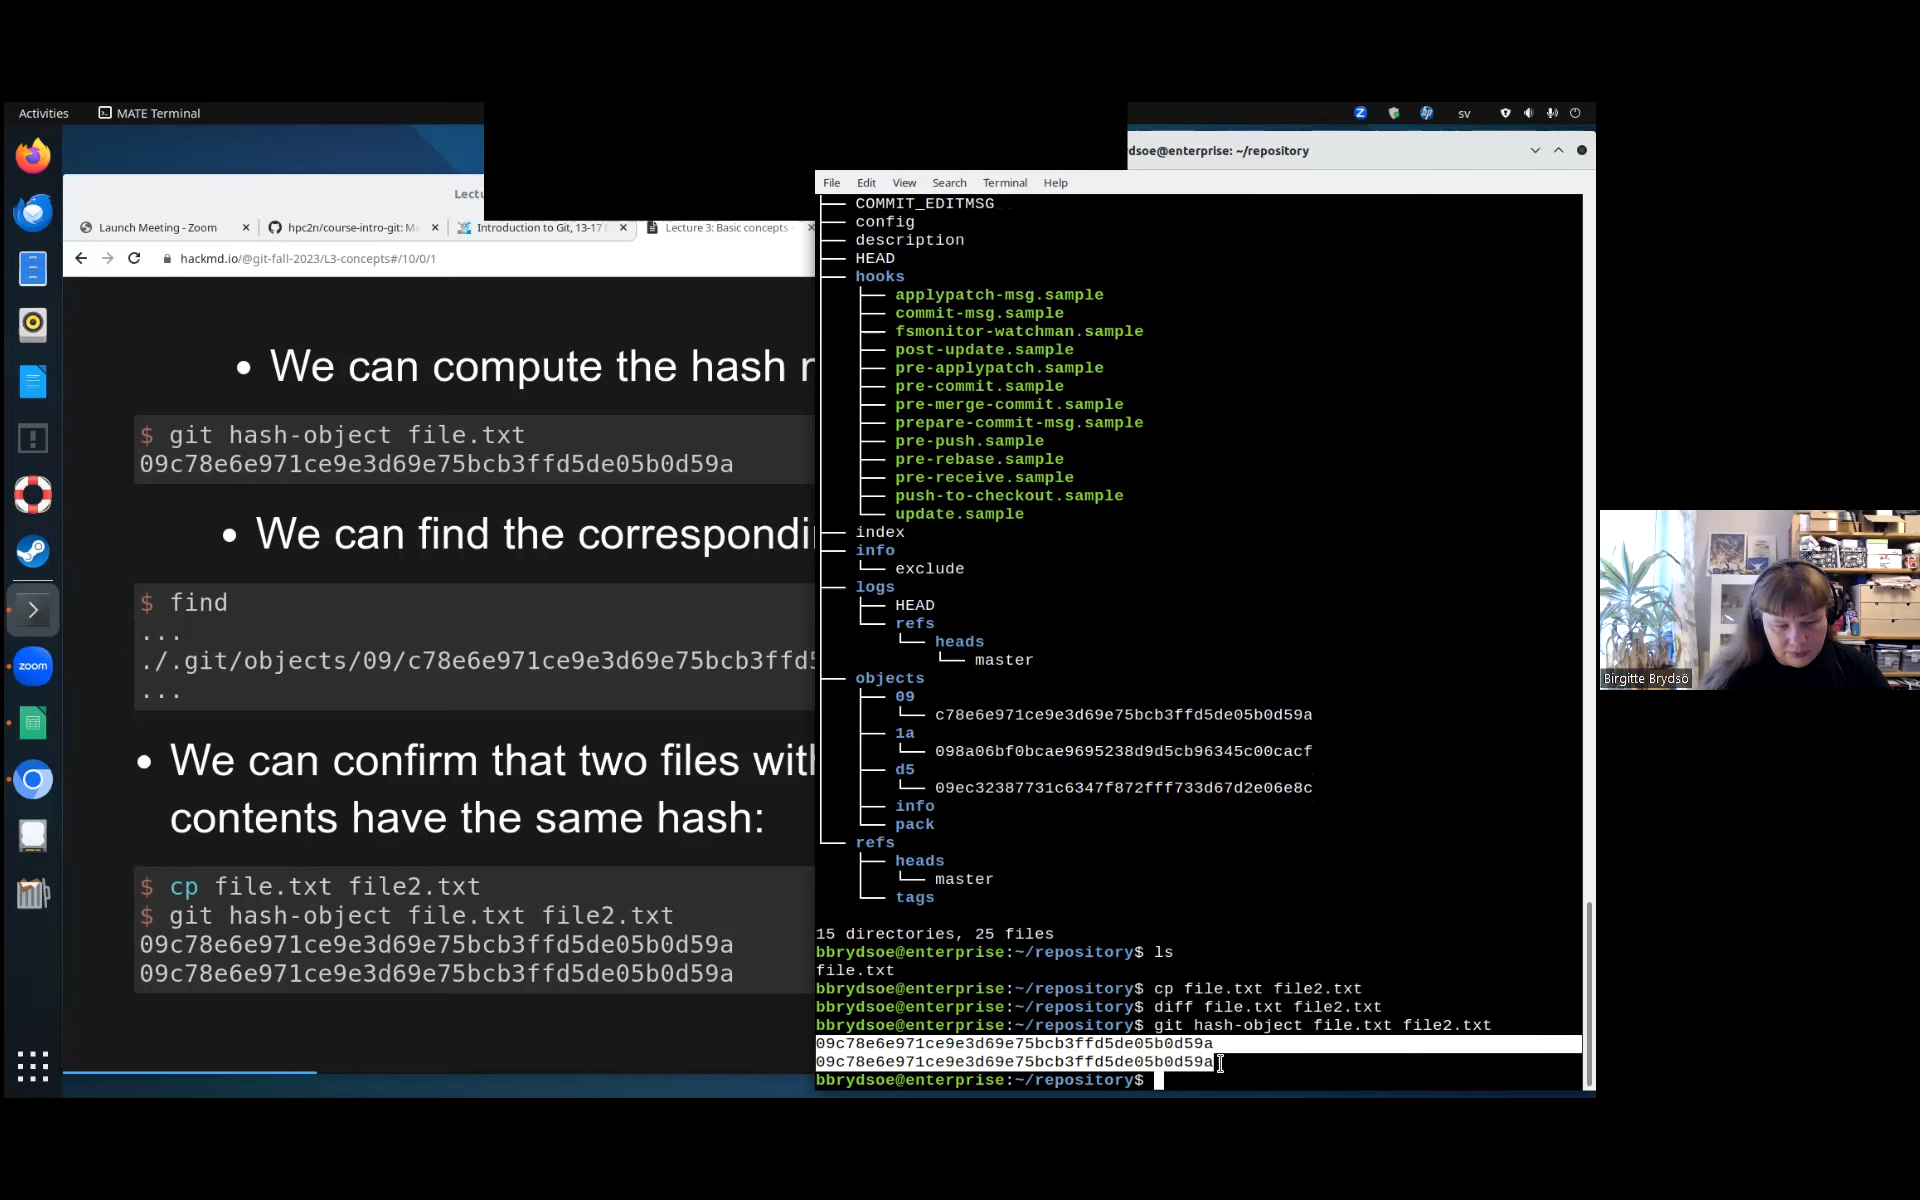 Activities
MATE Terminal
sv
Lectu
Launch Meeting - Zoom
hpc2n/course-intro-git: Ma
Introduction to Git, 13-17 N
Lecture 3: Basic concepts -
hackmd.io/@git-fall-2023/L3-concepts#/10/0/1
We can compute the hash
$ git hash-object file.txt
09c78e6e971ce9e3d69e75bcb3ffd5de05b0d59a
We can find the correspondi
$ find
...
./.git/objects/09/c78e6e971ce9e3d69e75bcb3ffd5
...
We can confirm that two files with
contents have the same hash:
$ cp file.txt file2.txt
$ git hash-object file.txt file2.txt
09c78e6e971ce9e3d69e75bcb3ffd5de05b0d59a
09c78e6e971ce9e3d69e75bcb3ffd5de05b0d59a
zoom
dsoe@enterprise: ~/repository
File Edit View Search Terminal Help
├── COMMIT_EDITMSG
├── config
├── description
├── HEAD
├── hooks
│   ├── applypatch-msg.sample
│   ├── commit-msg.sample
│   ├── fsmonitor-watchman.sample
│   ├── post-update.sample
│   ├── pre-applypatch.sample
│   ├── pre-commit.sample
│   ├── pre-merge-commit.sample
│   ├── prepare-commit-msg.sample
│   ├── pre-push.sample
│   ├── pre-rebase.sample
│   ├── pre-receive.sample
│   ├── push-to-checkout.sample
│   └── update.sample
├── index
├── info
│   └── exclude
├── logs
│   ├── HEAD
│   └── refs
│       └── heads
│           └── master
├── objects
│   ├── 09
│   │   └── c78e6e971ce9e3d69e75bcb3ffd5de05b0d59a
│   ├── 1a
│   │   └── 098a06bf0bcae9695238d9d5cb96345c00cacf
│   ├── d5
│   │   └── 09ec32387731c6347f872fff733d67d2e06e8c
│   ├── info
│   └── pack
└── refs
    ├── heads
    │   └── master
    └── tags
15 directories, 25 files
bbrydsoe@enterprise:~/repository$ ls
file.txt
bbrydsoe@enterprise:~/repository$ cp file.txt file2.txt
bbrydsoe@enterprise:~/repository$ diff file.txt file2.txt
bbrydsoe@enterprise:~/repository$ git hash-object file.txt file2.txt
09c78e6e971ce9e3d69e75bcb3ffd5de05b0d59a
09c78e6e971ce9e3d69e75bcb3ffd5de05b0d59a
bbrydsoe@enterprise:~/repository$
Birgitte Brydsö